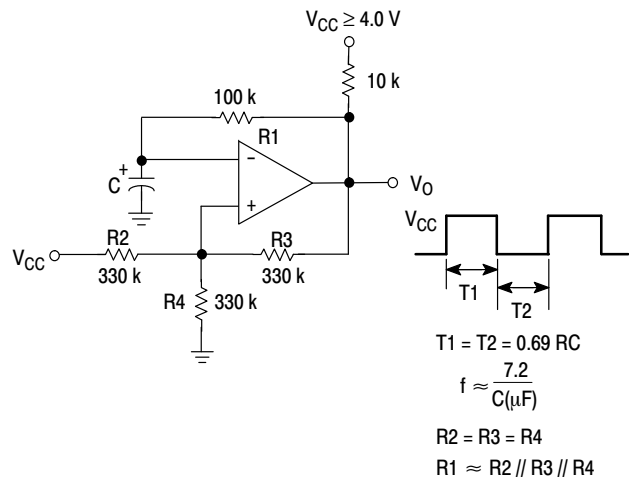 V_CC ≥ 4.0 V
10 k
100 k
R1
−
+
+
C
V_O
V_CC
R2
330 k
R3
330 k
R4
330 k
V_CC
T1
T2
T1 = T2 = 0.69 RC
f ≈ 7.2 / C(μF)
R2 = R3 = R4
R1 ≈ R2 // R3 // R4